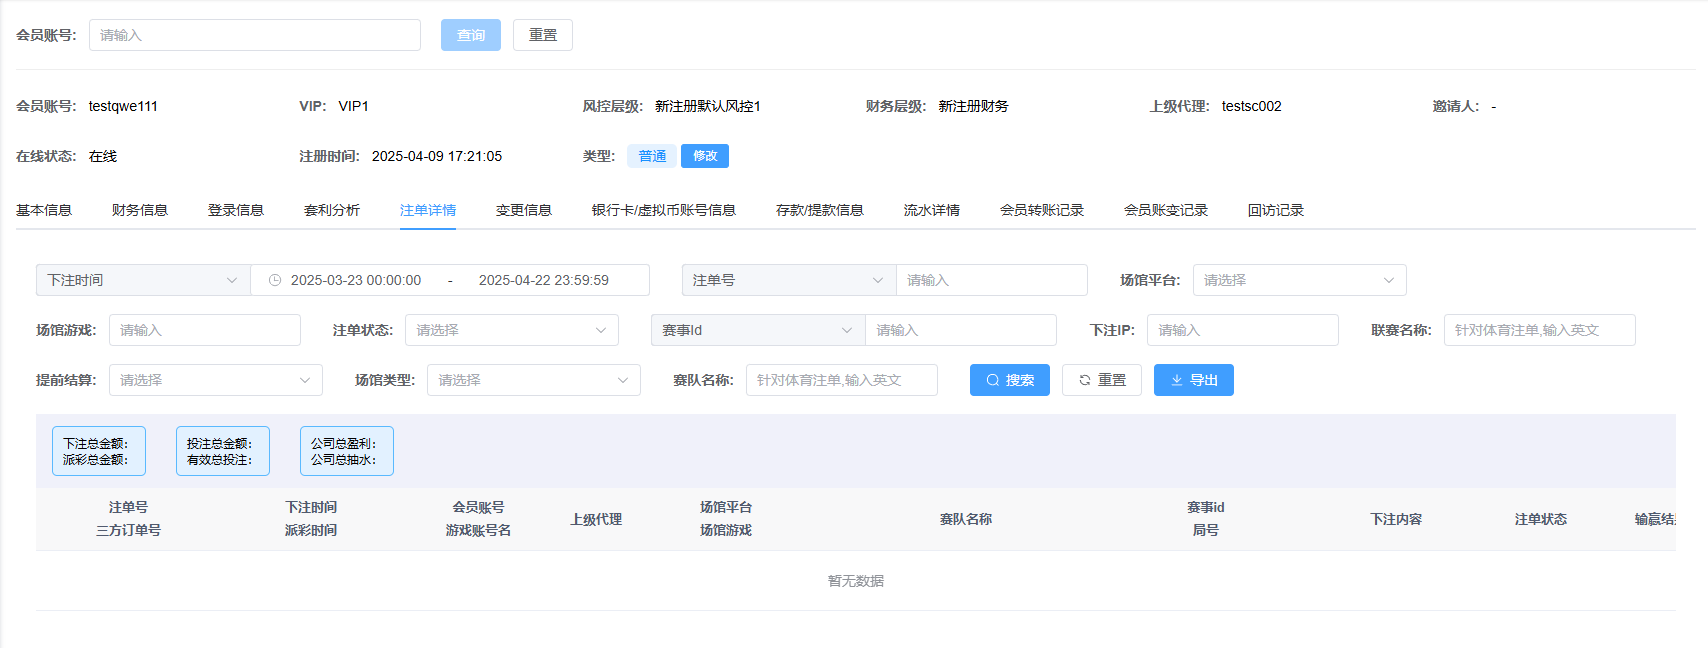 会员账号: 请输入 查询 重置
会员账号: testqwe111 VIP: VIP1 风控层级: 新注册默认风控1 财务层级: 新注册财务 上级代理: testsc002 邀请人: -
在线状态: 在线 注册时间: 2025-04-09 17:21:05 类型: 普通 修改
基本信息 财务信息 登录信息 套利分析 注单详情 变更信息 银行卡/虚拟币账号信息 存款/提款信息 流水详情 会员转账记录 会员账变记录 回访记录
下注时间 2025-03-23 00:00:00 - 2025-04-22 23:59:59 注单号 请输入 场馆平台: 请选择
场馆游戏: 请输入 注单状态: 请选择 赛事Id 请输入 下注IP: 请输入 联赛名称: 针对体育注单,输入英文
提前结算: 请选择 场馆类型: 请选择 赛队名称: 针对体育注单,输入英文 搜索 重置 导出
下注总金额: 投注总金额: 公司总盈利:
派彩总金额: 有效总投注: 公司总抽水:
注单号 下注时间 会员账号 场馆平台 赛事id
上级代理 赛队名称 下注内容 注单状态 输赢结
三方订单号 派彩时间 游戏账号名 场馆游戏 局号
暂无数据